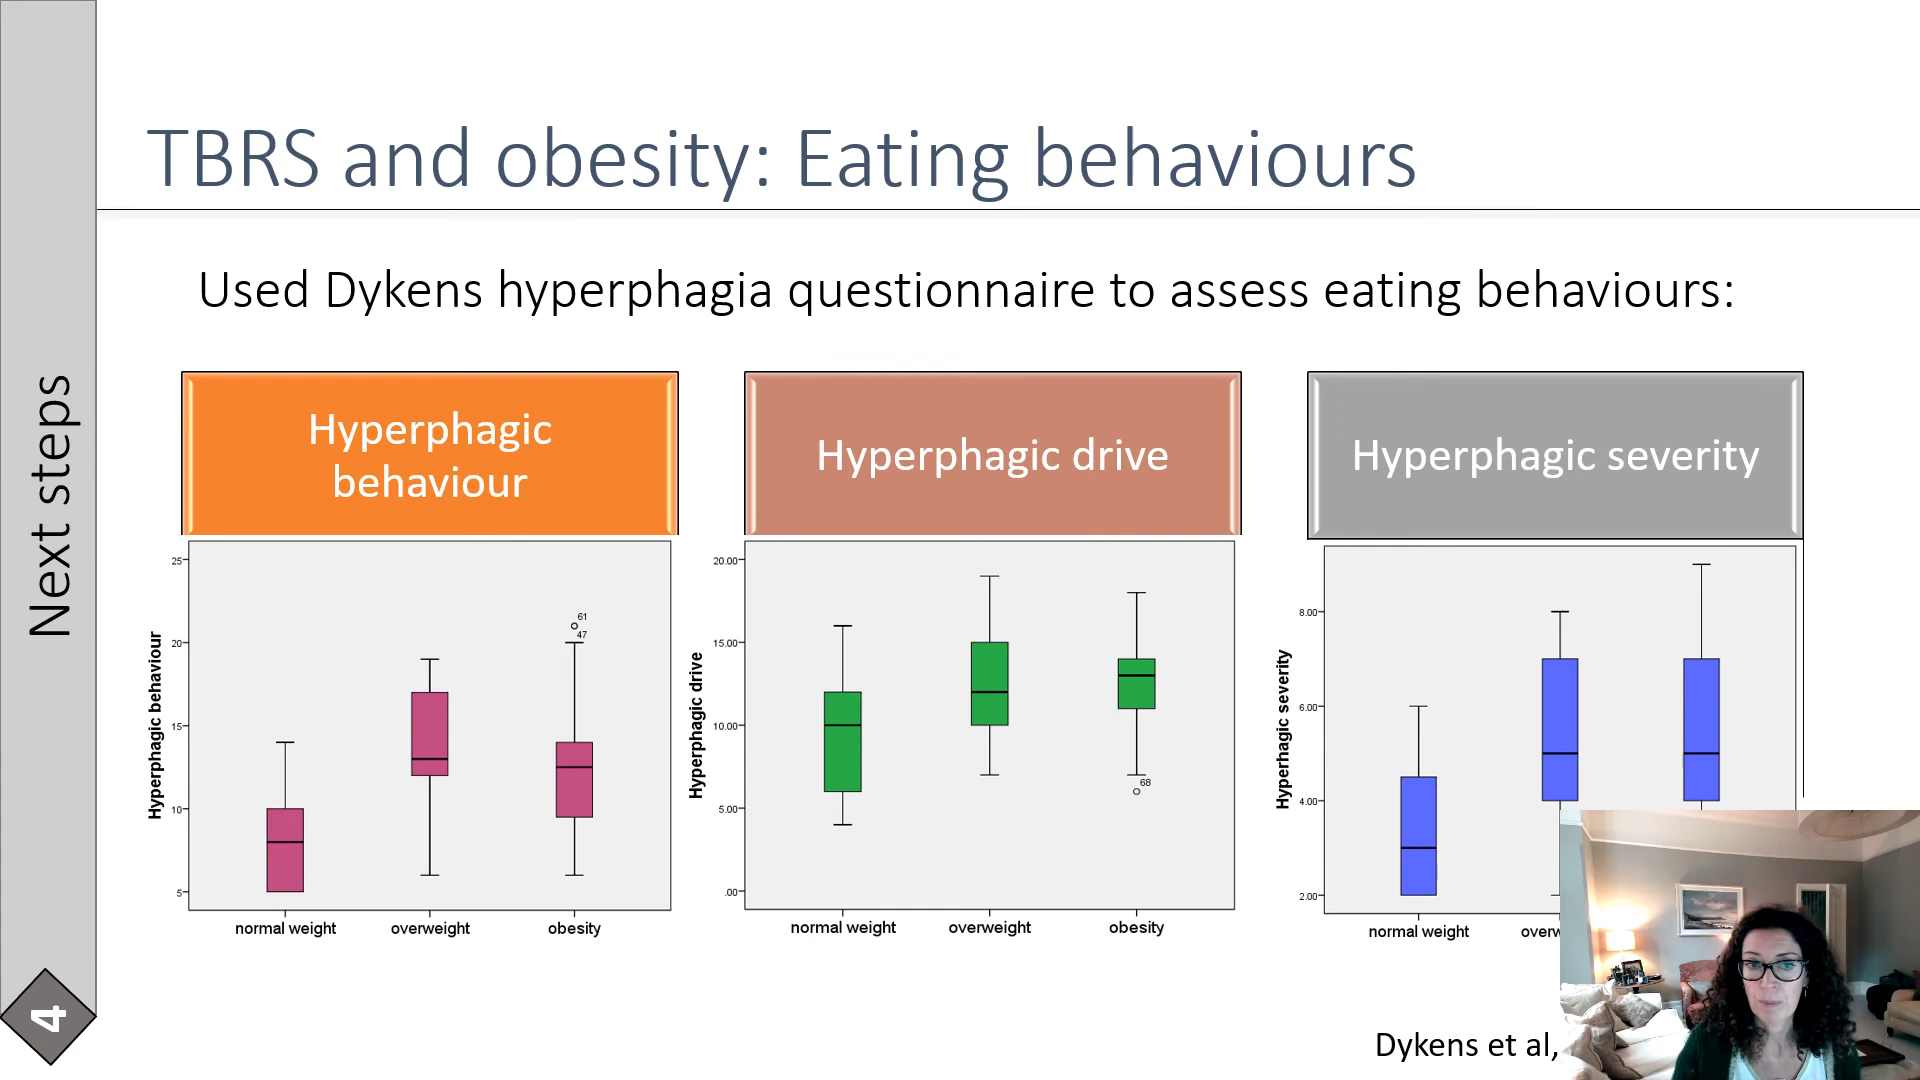 Next steps
4
TBRS and obesity: Eating behaviours
Used Dykens hyperphagia questionnaire to assess eating behaviours:
Hyperphagic
behaviour
Hyperphagic drive
Hyperphagic severity
Hyperphagic behaviour
25
20
15
10
5
61
47
normal weight overweight obesity
Hyperphagic drive
20.00
15.00
10.00
5.00
.00
68
normal weight overweight obesity
Hyperhagic severity
8.00
6.00
4.00
2.00
normal weight overw
Dykens et al,